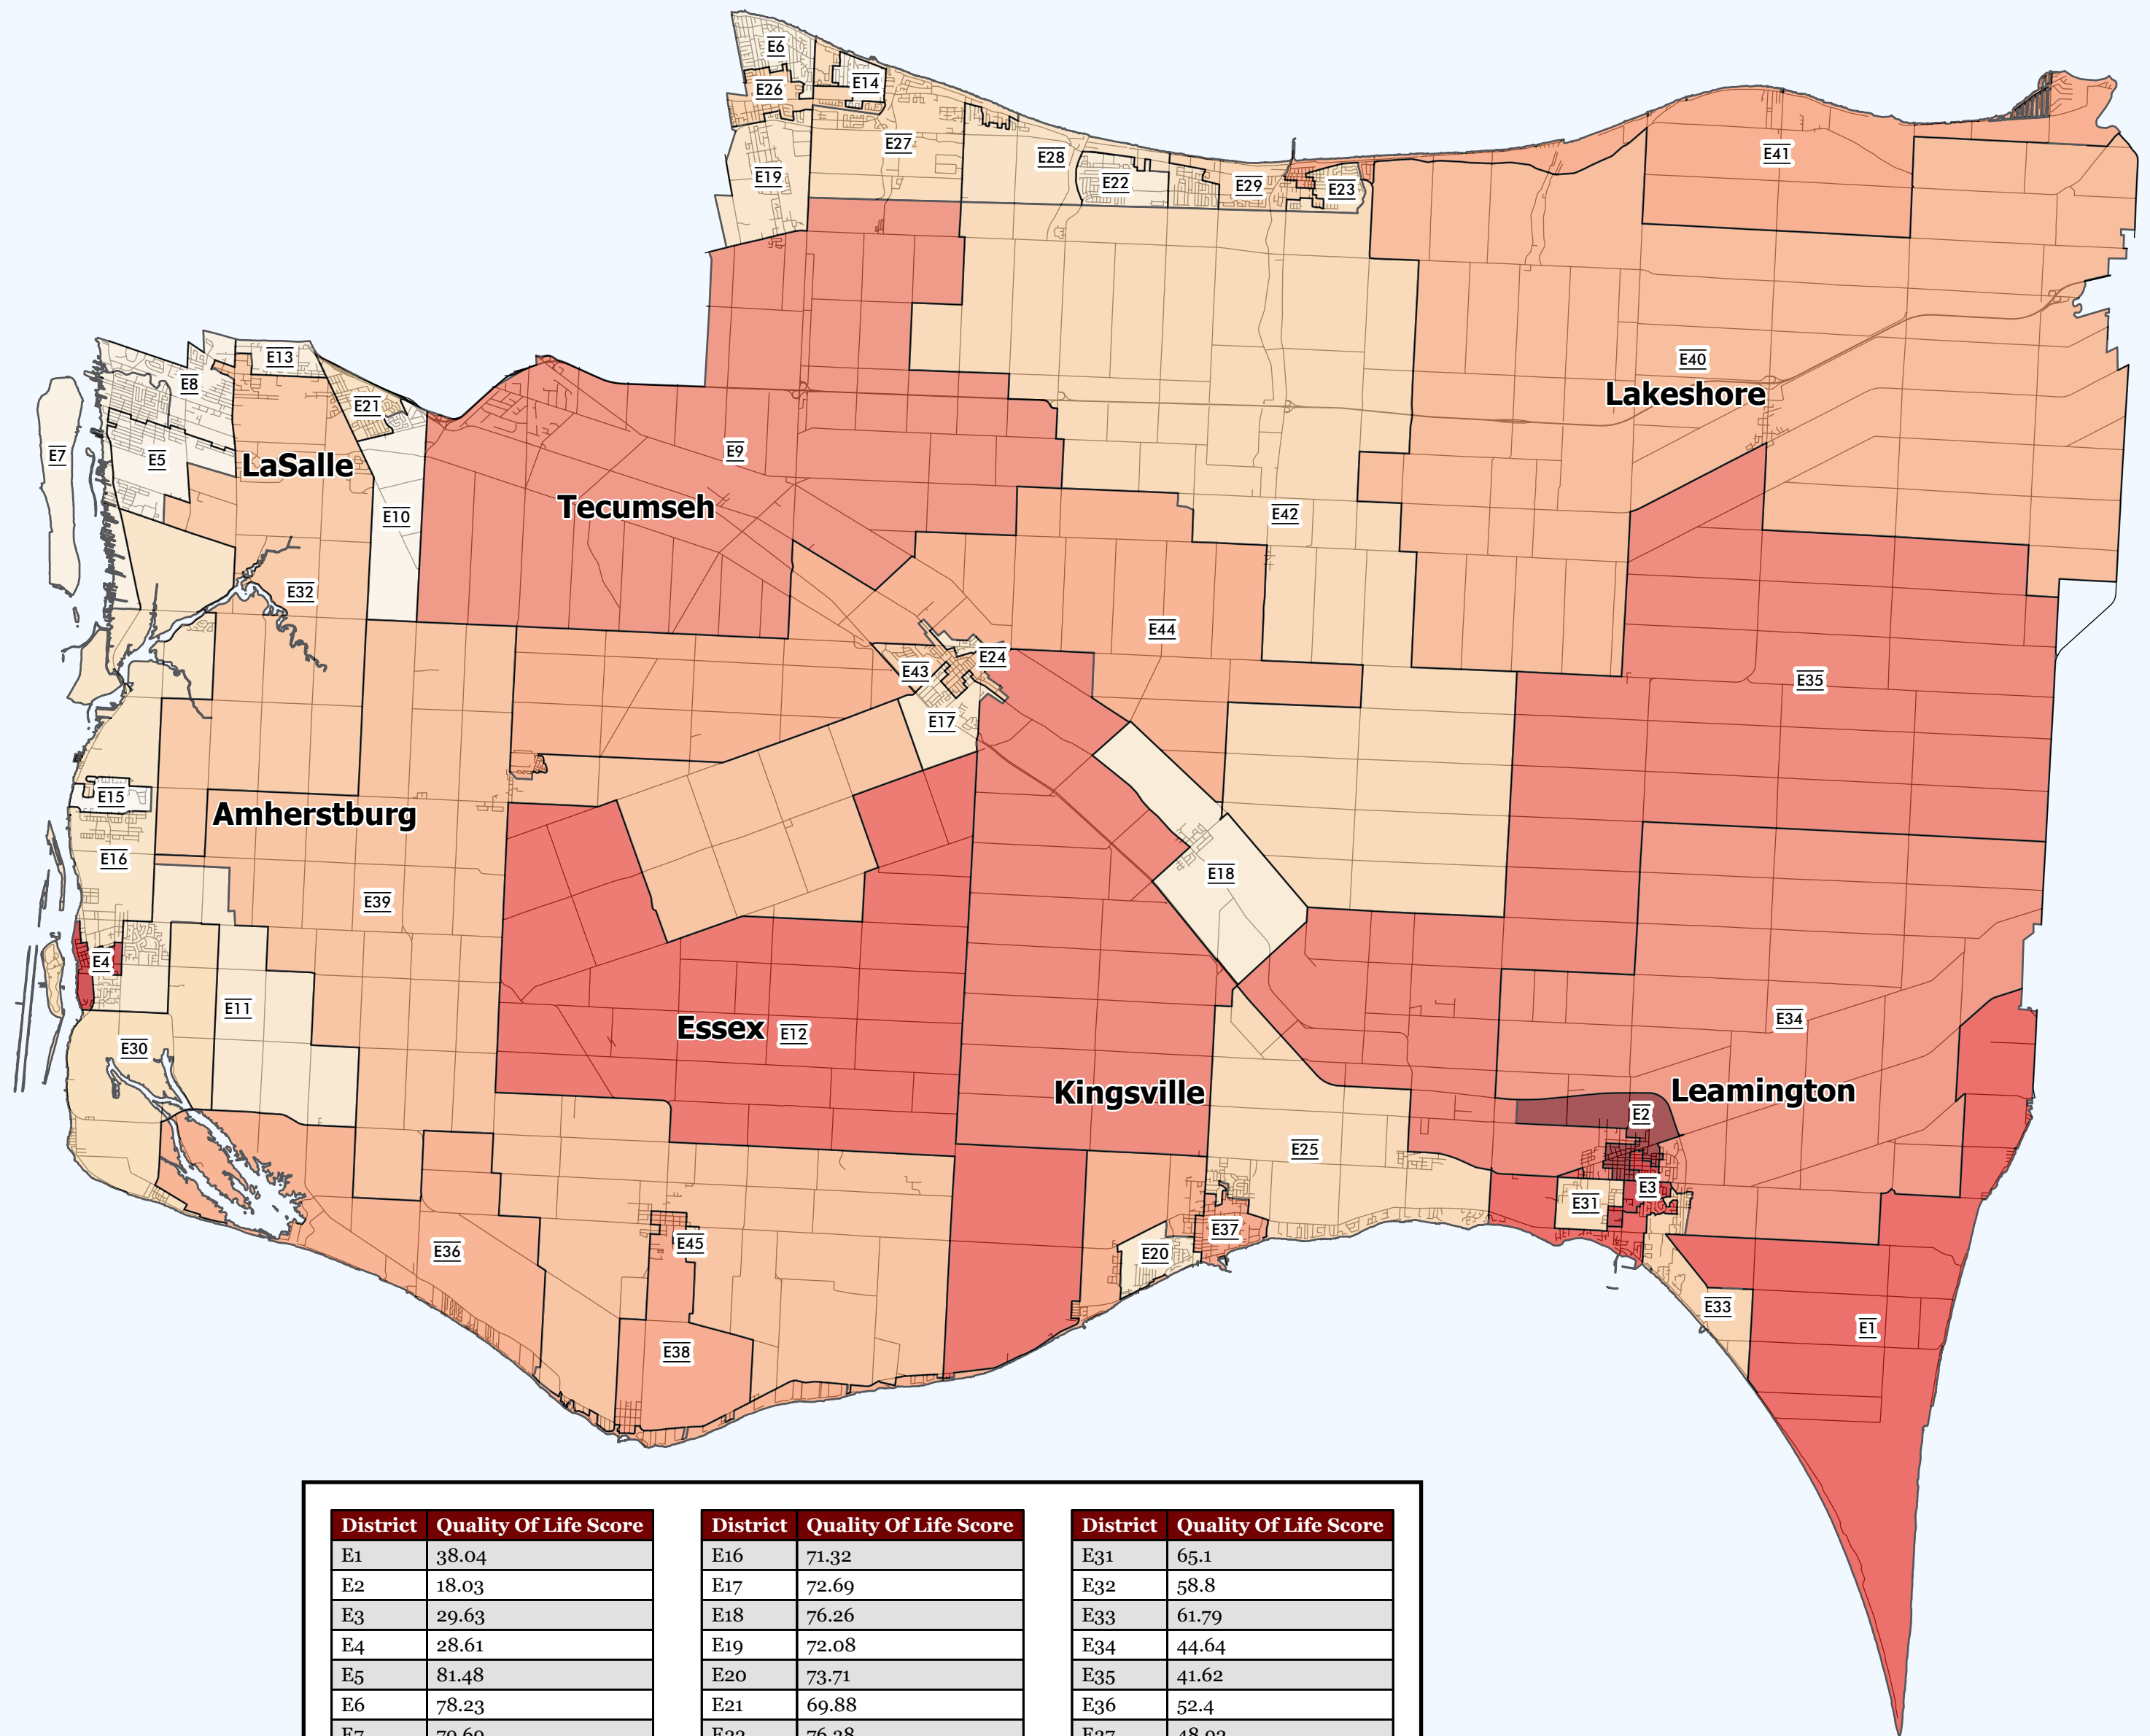 E6
E14
E26
E27
E41
E28
E19
E22
E29
E23
E13
E40
E8
Lakeshore
E21
E7
E9
E5
LaSalle
Tecumseh
E10
E42
E32
E44
E24
E43
E35
E17
E15
Amherstburg
E16
E18
E39
E4
E11
E34
Essex
E12
E30
Kingsville
Leamington
E2
E25
E3
E31
E37
E45
E36
E20
E33
E1
E38
District Quality Of Life Score District Quality Of Life Score District Quality Of Life Score
E1 38.04 E16 71.32 E31 65.1
E2 18.03 E17 72.69 E32 58.8
E3 29.63 E18 76.26 E33 61.79
E4 28.61 E19 72.08 E34 44.64
E5 81.48 E20 73.71 E35 41.62
E6 78.23 E21 69.88 E36 52.4